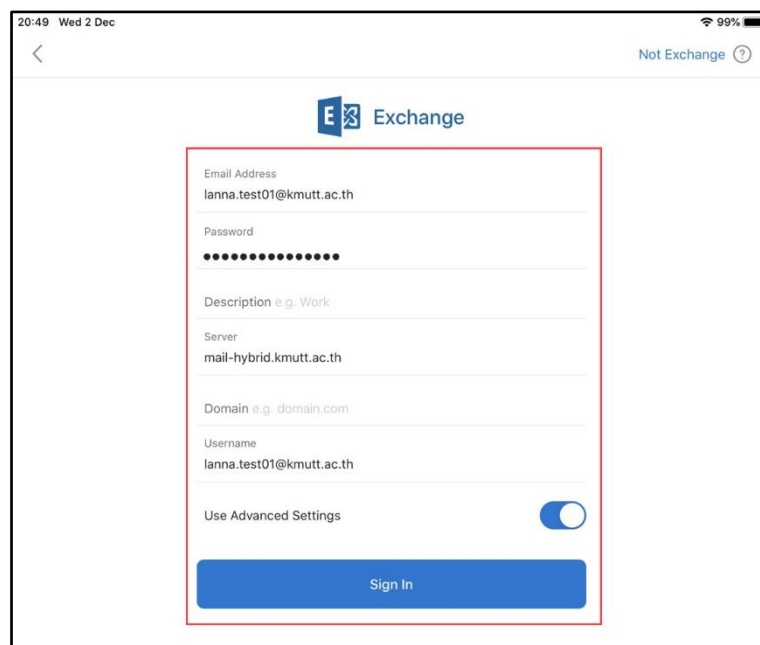 20:49 Wed 2 Dec 99%
Not Exchange ?
E Exchange
Email Address
lanna.test01@kmutt.ac.th
Password
●●●●●●●●●●●●●●●
Description e.g. Work
Server
mail-hybrid.kmutt.ac.th
Domain e.g. domain.com
Username
lanna.test01@kmutt.ac.th
Use Advanced Settings
Sign In